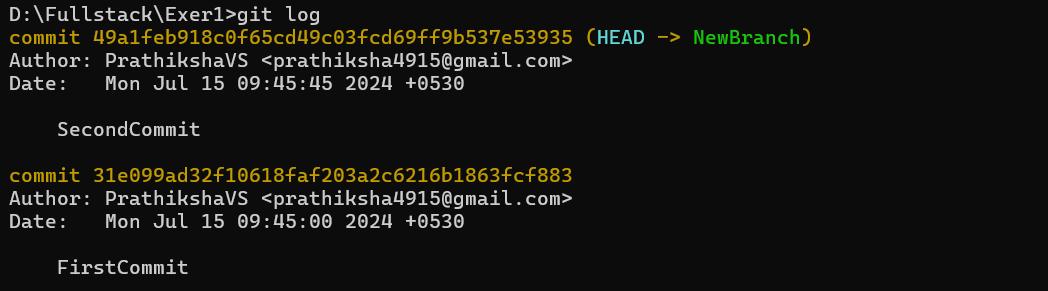 D:\Fullstack\Exer1>git log
commit 49a1feb918c0f65cd49c03fcd69ff9b537e53935 (HEAD -> NewBranch)
Author: PrathikshaVS <prathiksha4915@gmail.com>
Date:   Mon Jul 15 09:45:45 2024 +0530
    SecondCommit
commit 31e099ad32f10618faf203a2c6216b1863fcf883
Author: PrathikshaVS <prathiksha4915@gmail.com>
Date:   Mon Jul 15 09:45:00 2024 +0530
    FirstCommit